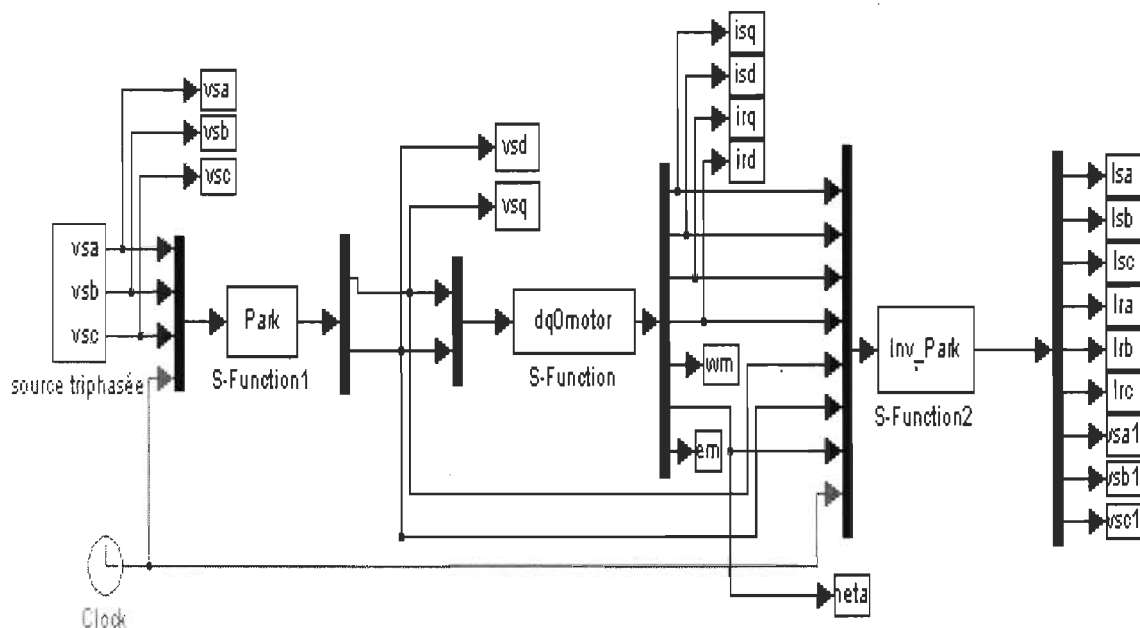 isq
isd
irq
ird
vsa
vsb
vsc
vsd
vsq
vsa
vsb
vsc
source triphasée
Park
S-Function1
dq0motor
S-Function
wm
em
Inv_Park
S-Function2
Isa
Isb
Isc
Ira
Irb
Irc
vsa1
vsb1
vsc1
Clock
heta